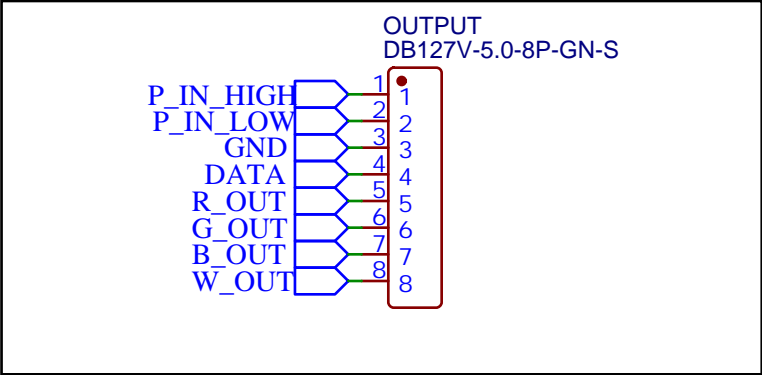 OUTPUT
DB127V-5.0-8P-GN-S
P_IN_HIGH 1 1
P_IN_LOW 2 2
GND 3 3
DATA 4 4
R_OUT 5 5
G_OUT 6 6
B_OUT 7 7
W_OUT 8 8